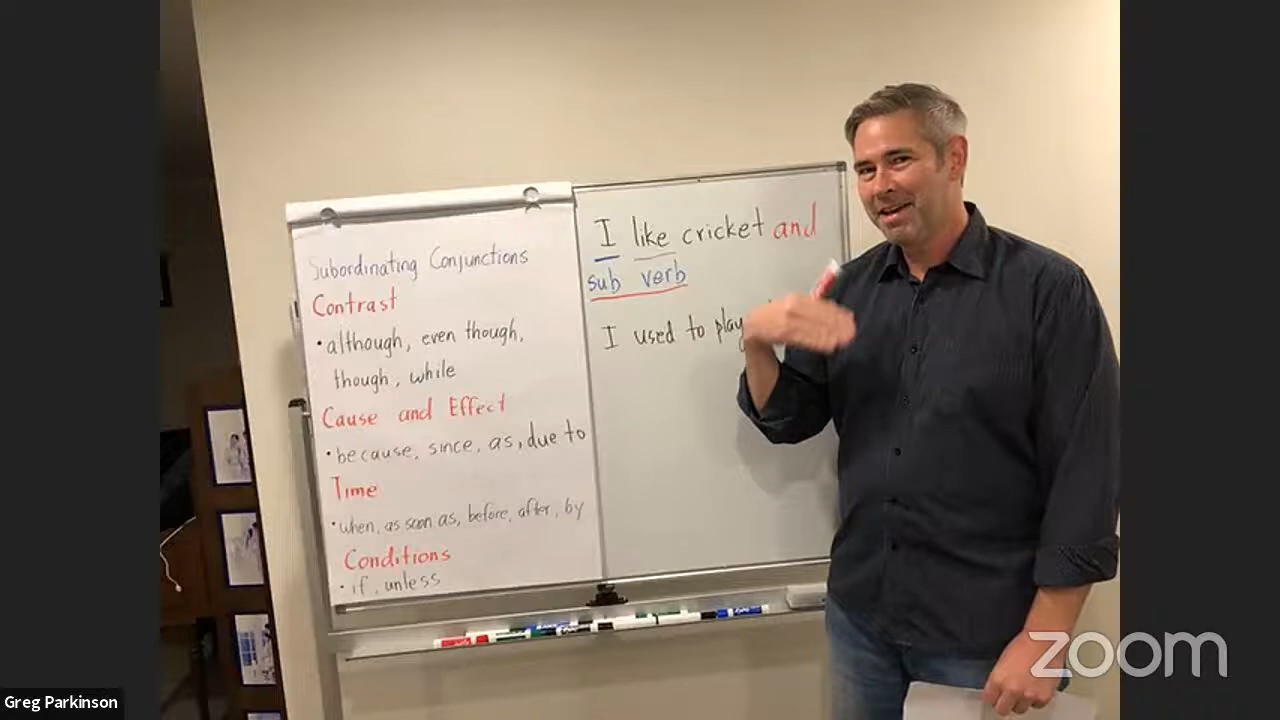 Subordinating Conjunctions
Contrast
• although, even though,
though, while
Cause and Effect
• because, since, as, due to
Time
• when, as soon as, before, after, by
Conditions
• if, unless
I like cricket and
sub verb
I used to play
zoom
Greg Parkinson